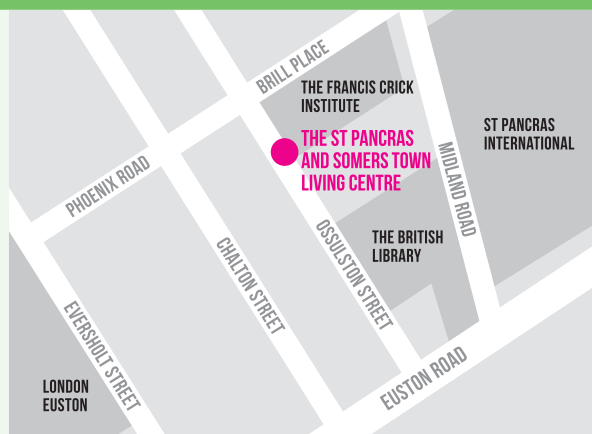 BRILL PLACE
THE FRANCIS CRICK
INSTITUTE
ST PANCRAS
INTERNATIONAL
THE ST PANCRAS
AND SOMERS TOWN
LIVING CENTRE
MIDLAND ROAD
PHOENIX ROAD
OSSULSTON STREET
THE BRITISH
LIBRARY
CHALTON STREET
EVERSHOLT STREET
EUSTON ROAD
LONDON
EUSTON